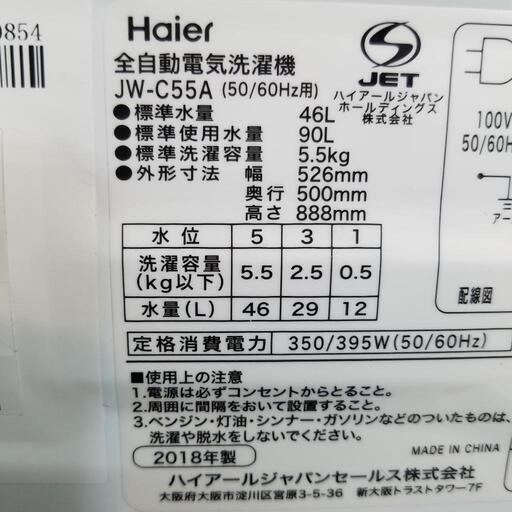 0854
Haier
全自動電気洗濯機
JW-C55A (50/60Hz用)
JET
ハイアールジャパン
ホールディングス
株式会社
●標準水量 46L
●標準使用水量 90L
●標準洗濯容量 5.5kg
●外形寸法 幅 526mm
奥行 500mm
高さ 888mm
100V
50/60H
アー
配線図
水位 5 3 1
洗濯容量(kg以下) 5.5 2.5 0.5
水量(L) 46 29 12
定格消費電力 350/395W(50/60Hz)
■使用上の注意
1.電源は必ずコンセントからとること。
2.周囲に間隔をおいて設置すること。
3.ベンジン・灯油・シンナー・ガソリンなどのついたものは、
洗濯や脱水をしないでください。
2018年製
MADE IN CHINA
ハイアールジャパンセールス株式会社
大阪府大阪市淀川区宮原3-5-36 新大阪トラストタワー7F